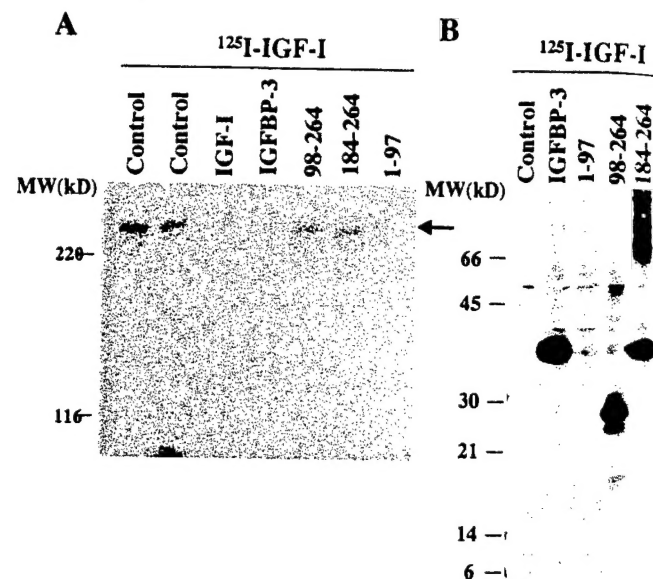 A
¹²⁵I-IGF-I
Control
Control
IGF-I
IGFBP-3
98-264
184-264
1-97
MW(kD)
220
116
B
¹²⁵I-IGF-I
Control
IGFBP-3
1-97
98-264
184-264
MW(kD)
66
45
30
21
14
6